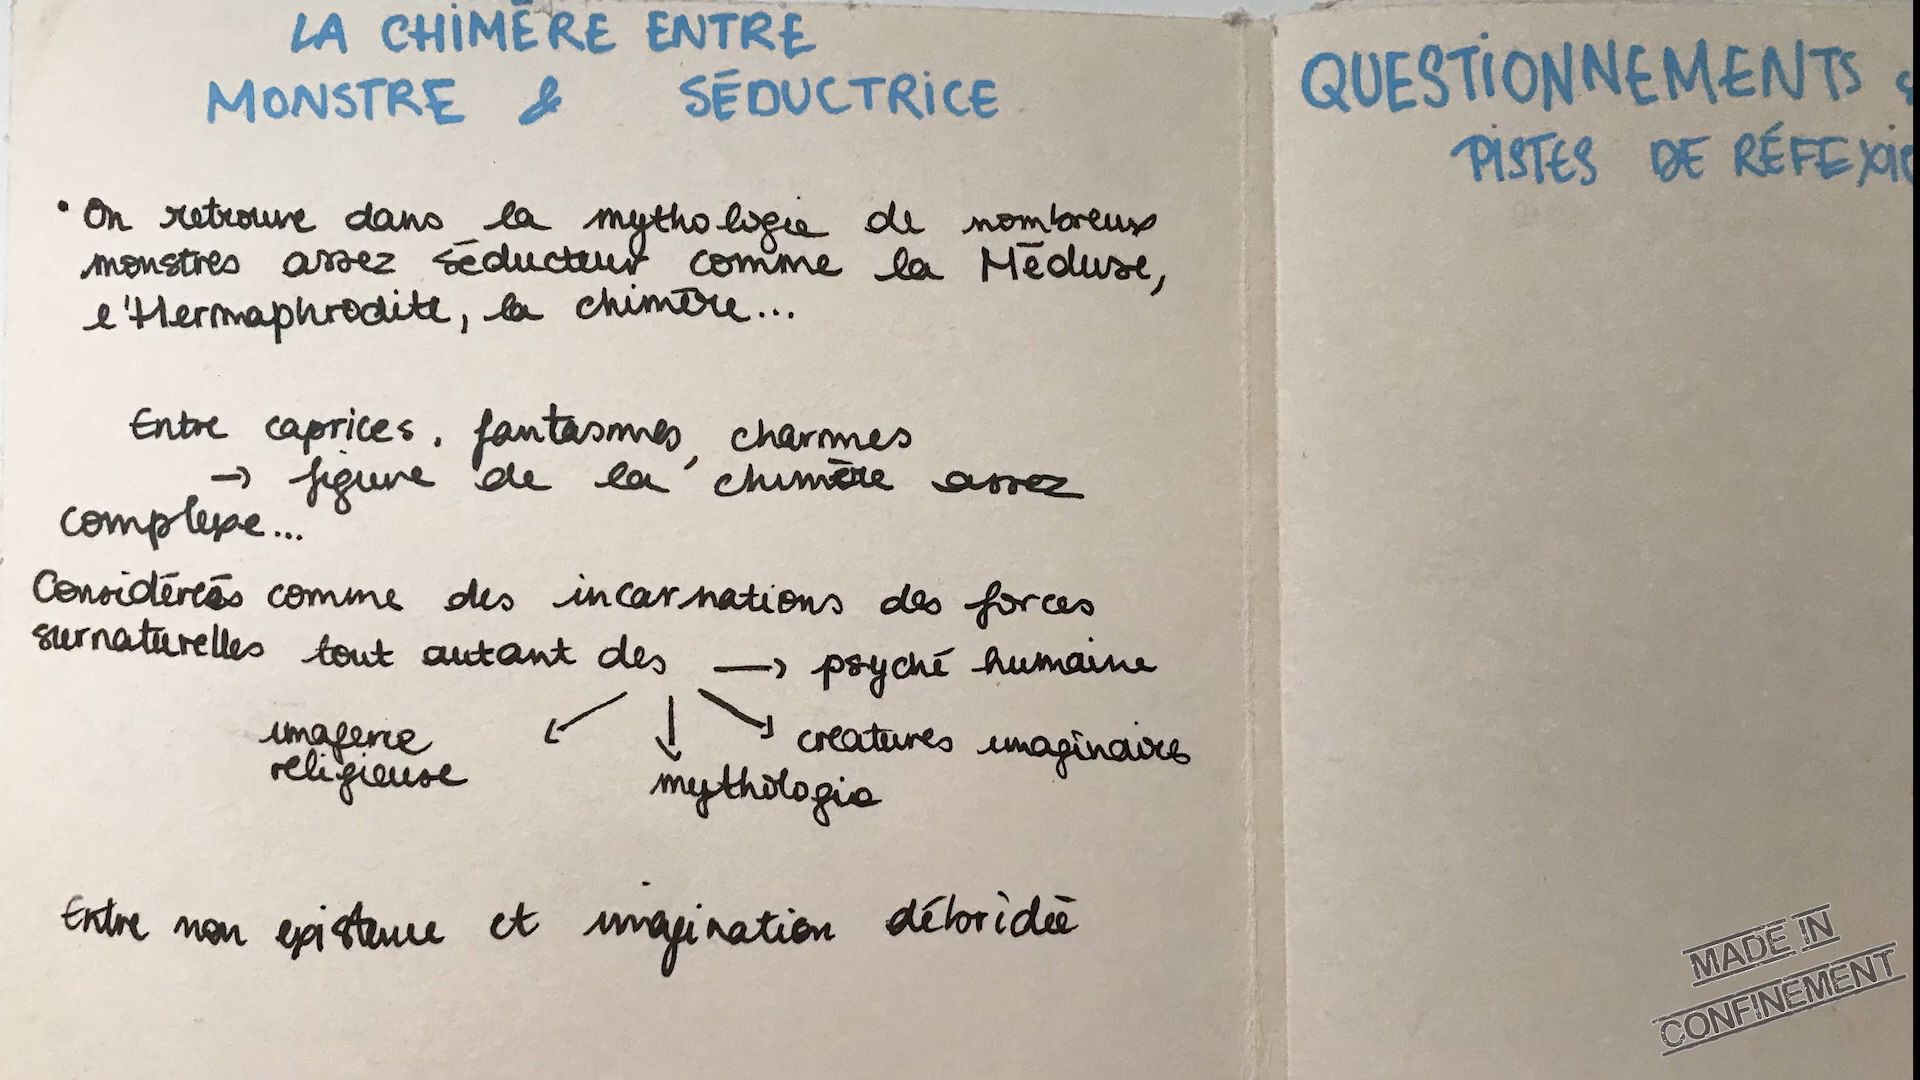 LA CHIMÈRE ENTRE
MONSTRE & SÉDUCTRICE
• On retrouve dans la mythologie de nombreux
monstres assez séducteur comme la Méduse,
l'Hermaphrodite, la chimère...
Entre caprices, fantasmes, charmes
→ figure de la chimère assez
complexe...
Considérées comme des incarnations des forces
surnaturelles tout autant des → psyché humaine
imagerie
religieuse
mythologie
créatures imaginaires
Entre non existence et imagination débridée
QUESTIONNEMENTS &
PISTES DE RÉFEXIO
MADE IN
CONFINEMENT